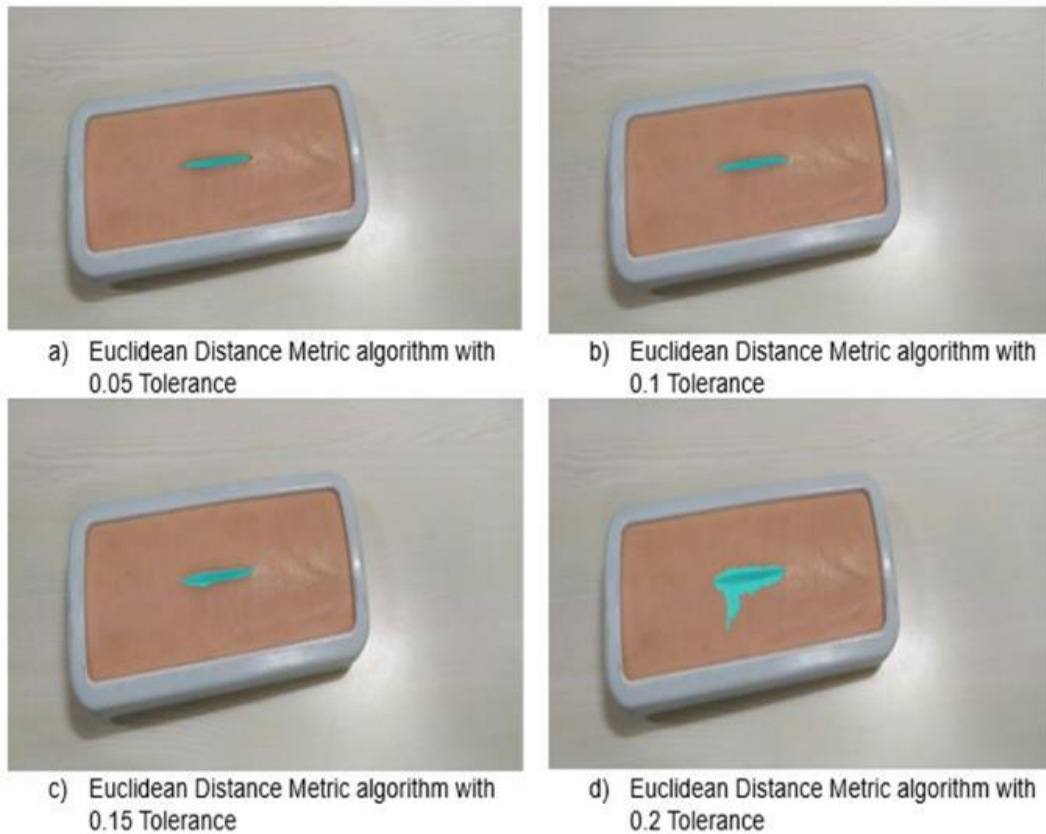 a) Euclidean Distance Metric algorithm with
0.05 Tolerance
b) Euclidean Distance Metric algorithm with
0.1 Tolerance
c) Euclidean Distance Metric algorithm with
0.15 Tolerance
d) Euclidean Distance Metric algorithm with
0.2 Tolerance